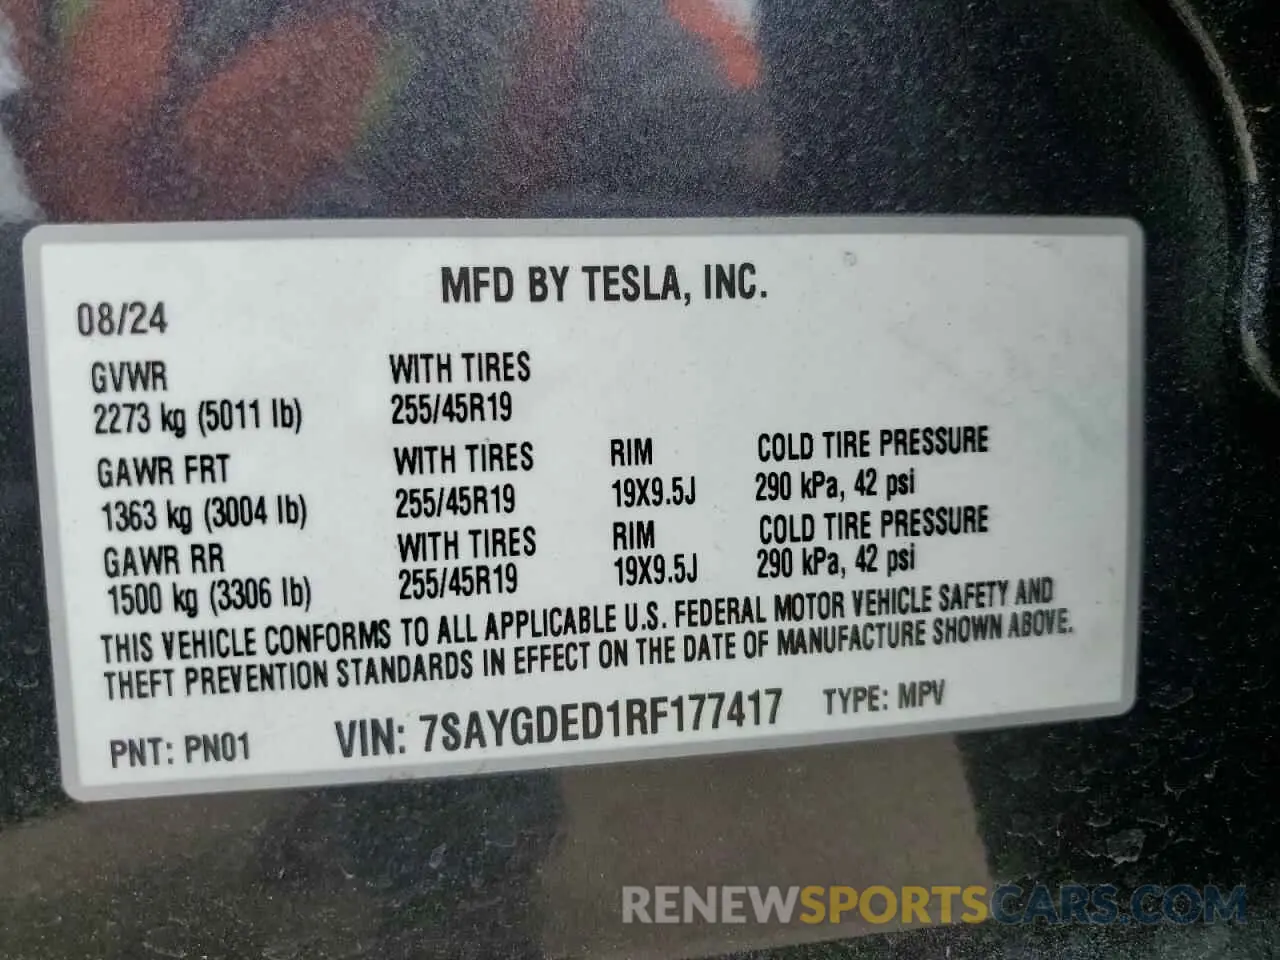 MFD BY TESLA, INC.
08/24
GVWR WITH TIRES
2273 kg (5011 lb) 255/45R19
GAWR FRT WITH TIRES RIM COLD TIRE PRESSURE
1363 kg (3004 lb) 255/45R19 19X9.5J 290 kPa, 42 psi
GAWR RR WITH TIRES RIM COLD TIRE PRESSURE
1500 kg (3306 lb) 255/45R19 19X9.5J 290 kPa, 42 psi
THIS VEHICLE CONFORMS TO ALL APPLICABLE U.S. FEDERAL MOTOR VEHICLE SAFETY AND
THEFT PREVENTION STANDARDS IN EFFECT ON THE DATE OF MANUFACTURE SHOWN ABOVE.
PNT: PN01 VIN: 7SAYGDED1RF177417 TYPE: MPV
RENEWSPORTSCARS.COM